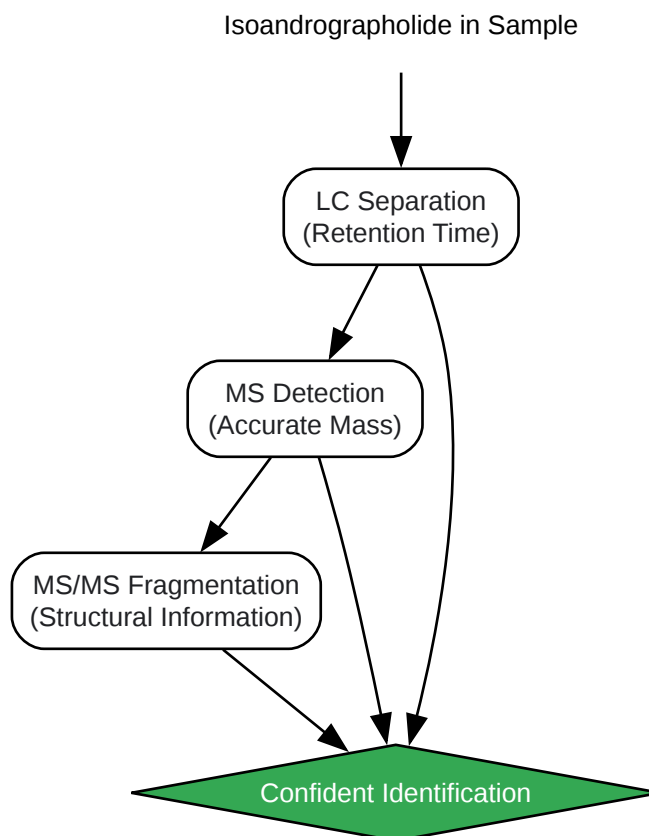 Isoandrographolide in Sample
LC Separation
(Retention Time)
MS Detection
(Accurate Mass)
MS/MS Fragmentation
(Structural Information)
Confident Identification